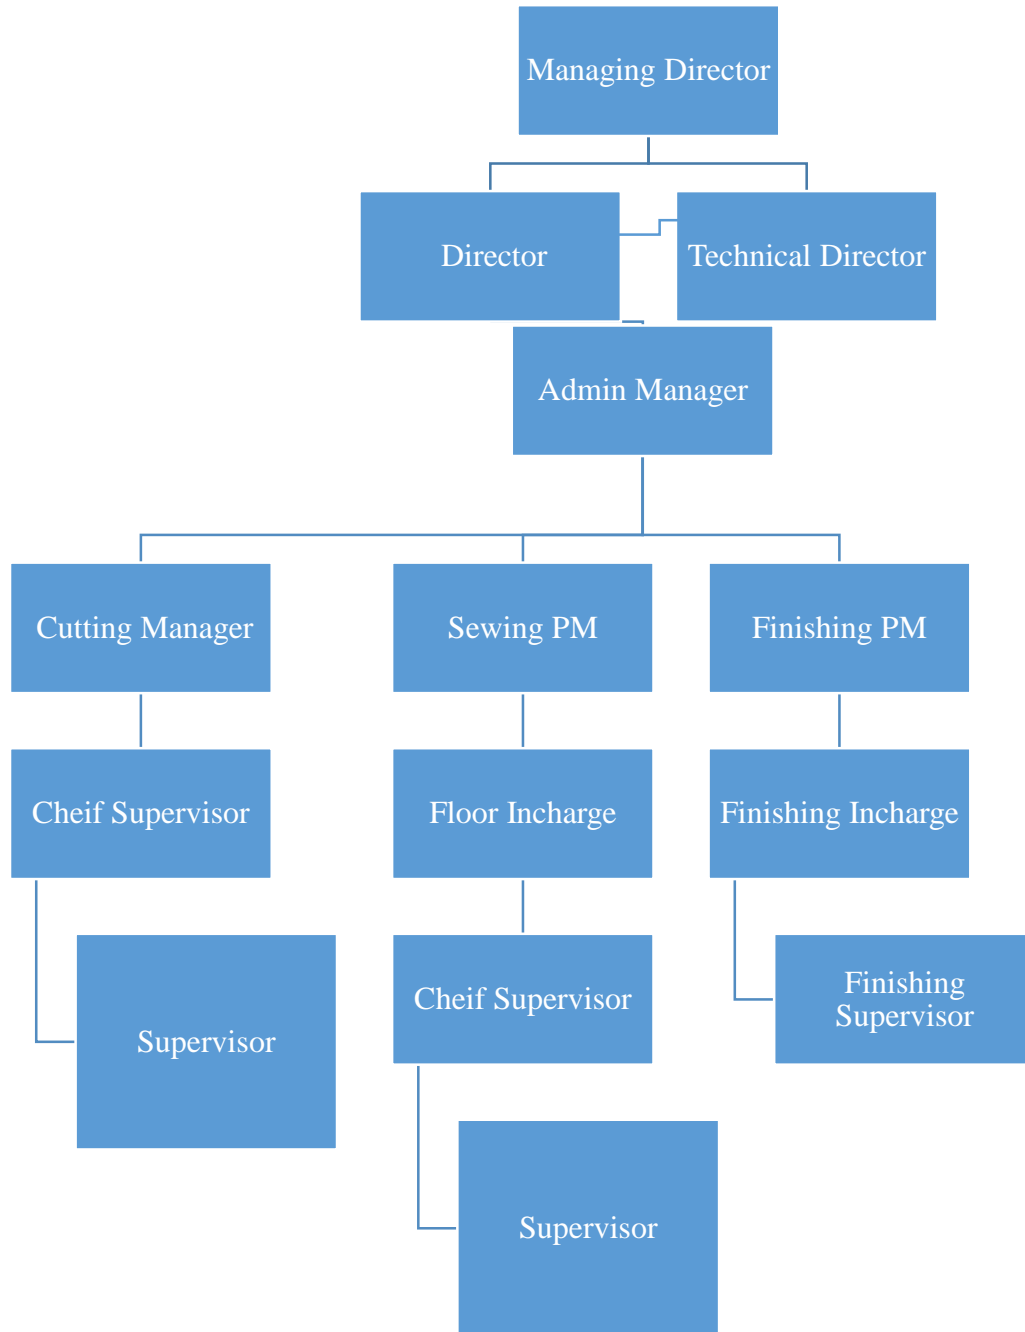 Managing Director
Director
Technical Director
Admin Manager
Cutting Manager
Sewing PM
Finishing PM
Cheif Supervisor
Floor Incharge
Finishing Incharge
Supervisor
Cheif Supervisor
Finishing
Supervisor
Supervisor